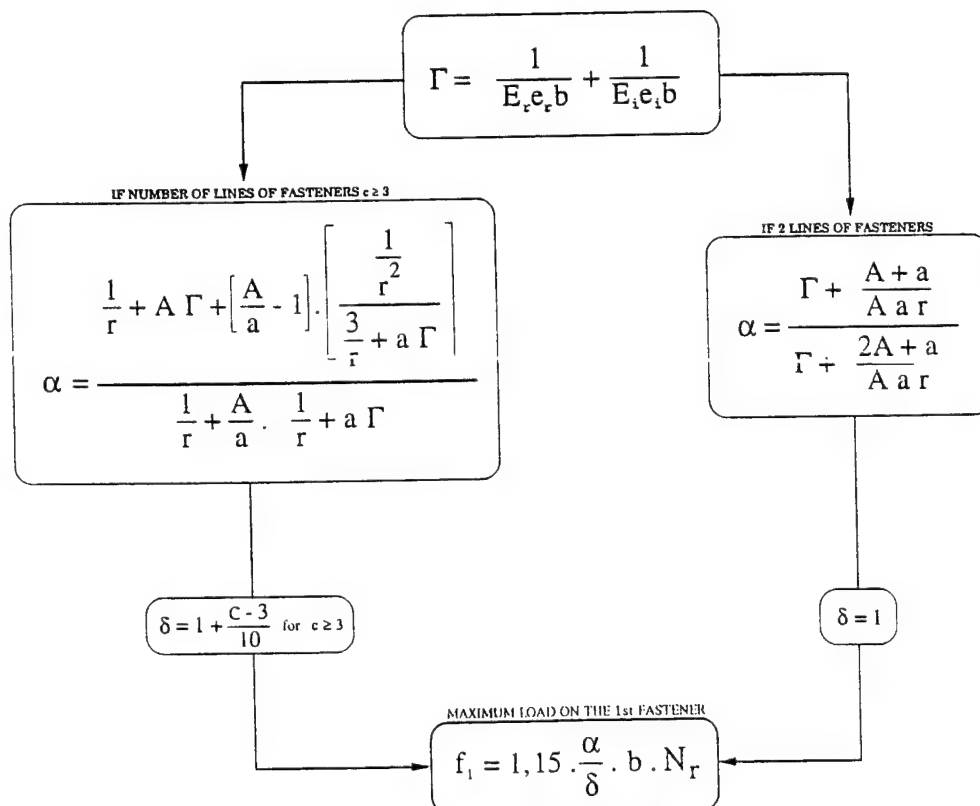 Γ = 1/(E_r e_r b) + 1/(E_i e_i b)
IF NUMBER OF LINES OF FASTENERS c ≥ 3
α = (1/r + A Γ + [A/a - 1] . [(1/r^2)/(3/r + a Γ)]) / (1/r + A/a . 1/r + a Γ)
IF 2 LINES OF FASTENERS
α = (Γ + (A + a)/(A a r)) / (Γ + (2A + a)/(A a r))
δ = 1 + (C - 3)/10 for c ≥ 3
δ = 1
MAXIMUM LOAD ON THE 1st FASTENER
f_1 = 1,15 . α/δ . b . N_r